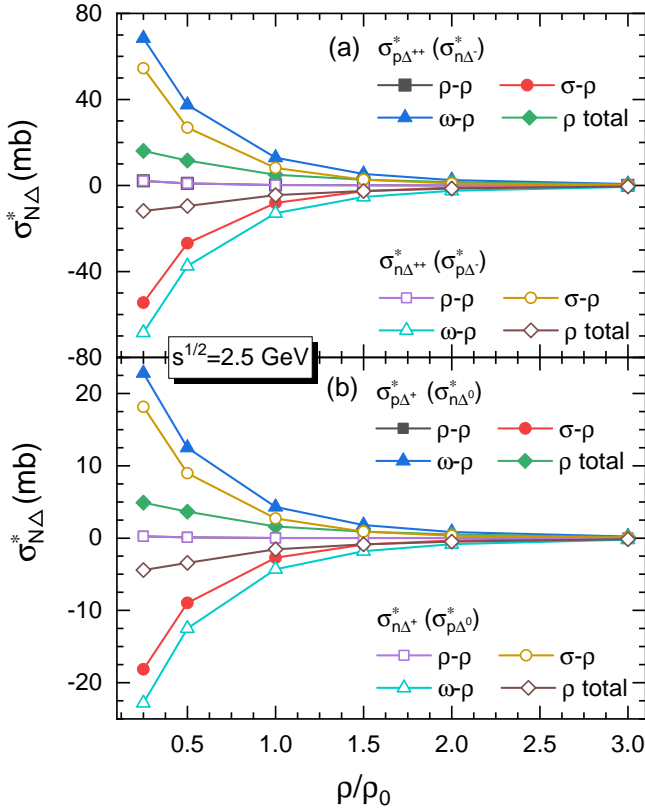 80
40
0
-40
-80
σ*NΔ (mb)
(a) σ*pΔ++ (σ*nΔ-)
ρ-ρ σ-ρ
ω-ρ ρ total
σ*nΔ++ (σ*pΔ-)
ρ-ρ σ-ρ
ω-ρ ρ total
s1/2=2.5 GeV
20
10
0
-10
-20
σ*NΔ (mb)
(b) σ*pΔ+ (σ*nΔ0)
ρ-ρ σ-ρ
ω-ρ ρ total
σ*nΔ+ (σ*pΔ0)
ρ-ρ σ-ρ
ω-ρ ρ total
0.5 1.0 1.5 2.0 2.5 3.0
ρ/ρ0